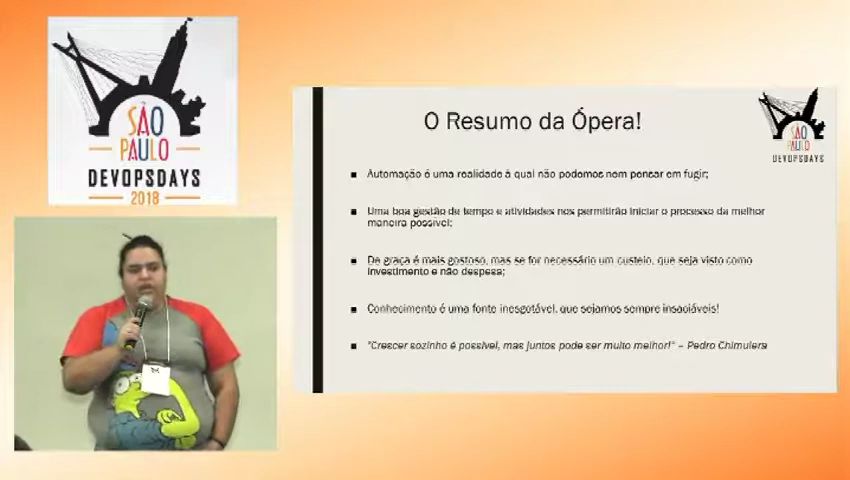 SÃO
PAULO
DEVOPSDAYS
2018
O Resumo da Ópera!
SÃO
PAULO
DEVOPSDAYS
Automação é uma realidade à qual não podemos nem pensar em fugir;
Uma boa gestão de tempo e atividades nos permitirão iniciar o processo da melhor
maneira possível;
De graça é mais gostoso, mas se for necessário um custeio, que seja visto como
investimento e não despesa;
Conhecimento é uma fonte inesgotável, que sejamos sempre insaciáveis!
"Crescer sozinho é possível, mas juntos pode ser muito melhor!" – Pedro Chimulera